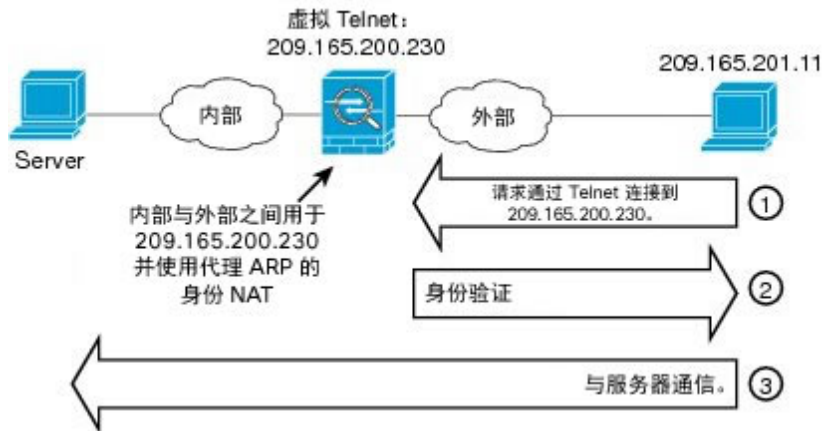 虚拟 Telnet：
209.165.200.230
209.165.201.11
内部
外部
Server
内部与外部之间用于
209.165.200.230
并使用代理 ARP 的
身份 NAT
请求通过 Telnet 连接到
209.165.200.230。
1
身份验证
2
与服务器通信。
3